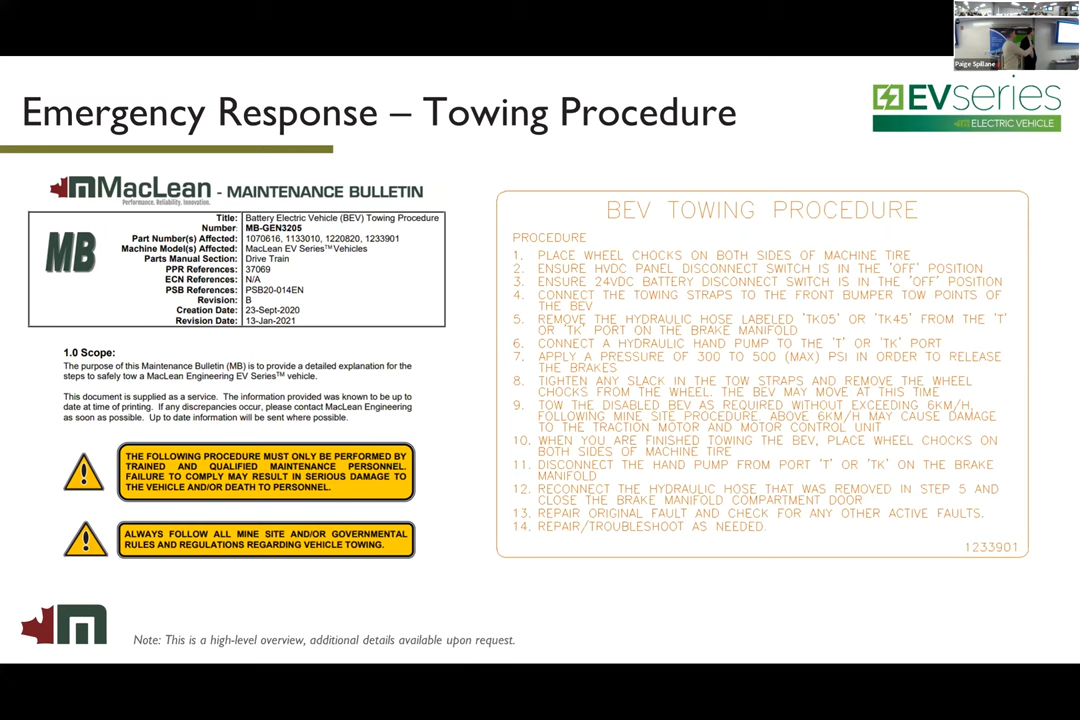 Paige Spillane
Emergency Response – Towing Procedure
EVSeries
ELECTRIC VEHICLE
MacLean - MAINTENANCE BULLETIN
Performance. Reliability. Innovation.
MB
Title: Battery Electric Vehicle (BEV) Towing Procedure
Number: MB-GEN3205
Part Number(s) Affected: 1070616, 1133010, 1220820, 1233901
Machine Model(s) Affected: MacLean EV Series™ Vehicles
Parts Manual Section: Drive Train
PPR References: 37069
ECN References: N/A
PSB References: PSB20-014EN
Revision: B
Creation Date: 23-Sept-2020
Revision Date: 13-Jan-2021
1.0 Scope:
The purpose of this Maintenance Bulletin (MB) is to provide a detailed explanation for the
steps to safely tow a MacLean Engineering EV Series™ vehicle.
This document is supplied as a service. The information provided was known to be up to
date at time of printing. If any discrepancies occur, please contact MacLean Engineering
as soon as possible. Up to date information will be sent where possible.
THE FOLLOWING PROCEDURE MUST ONLY BE PERFORMED BY
TRAINED AND QUALIFIED MAINTENANCE PERSONNEL.
FAILURE TO COMPLY MAY RESULT IN SERIOUS DAMAGE TO
THE VEHICLE AND/OR DEATH TO PERSONNEL.
ALWAYS FOLLOW ALL MINE SITE AND/OR GOVERNMENTAL
RULES AND REGULATIONS REGARDING VEHICLE TOWING.
BEV TOWING PROCEDURE
PROCEDURE
1. PLACE WHEEL CHOCKS ON BOTH SIDES OF MACHINE TIRE
2. ENSURE HVDC PANEL DISCONNECT SWITCH IS IN THE 'OFF' POSITION
3. ENSURE 24VDC BATTERY DISCONNECT SWITCH IS IN THE 'OFF' POSITION
4. CONNECT THE TOWING STRAPS TO THE FRONT BUMPER TOW POINTS OF
THE BEV
5. REMOVE THE HYDRAULIC HOSE LABELED 'TK05' OR 'TK45' FROM THE 'T'
OR 'TK' PORT ON THE BRAKE MANIFOLD
6. CONNECT A HYDRAULIC HAND PUMP TO THE 'T' OR 'TK' PORT
7. APPLY A PRESSURE OF 300 TO 500 (MAX) PSI IN ORDER TO RELEASE
THE BRAKES
8. TIGHTEN ANY SLACK IN THE TOW STRAPS AND REMOVE THE WHEEL
CHOCKS FROM THE WHEEL. THE BEV MAY MOVE AT THIS TIME
9. TOW THE DISABLED BEV AS REQUIRED WITHOUT EXCEEDING 6KM/H,
FOLLOWING MINE SITE PROCEDURE. ABOVE 6KM/H MAY CAUSE DAMAGE
TO THE TRACTION MOTOR AND MOTOR CONTROL UNIT
10. WHEN YOU ARE FINISHED TOWING THE BEV, PLACE WHEEL CHOCKS ON
BOTH SIDES OF MACHINE TIRE
11. DISCONNECT THE HAND PUMP FROM PORT 'T' OR 'TK' ON THE BRAKE
MANIFOLD
12. RECONNECT THE HYDRAULIC HOSE THAT WAS REMOVED IN STEP 5 AND
CLOSE THE BRAKE MANIFOLD COMPARTMENT DOOR
13. REPAIR ORIGINAL FAULT AND CHECK FOR ANY OTHER ACTIVE FAULTS.
14. REPAIR/TROUBLESHOOT AS NEEDED.
1233901
Note: This is a high-level overview, additional details available upon request.